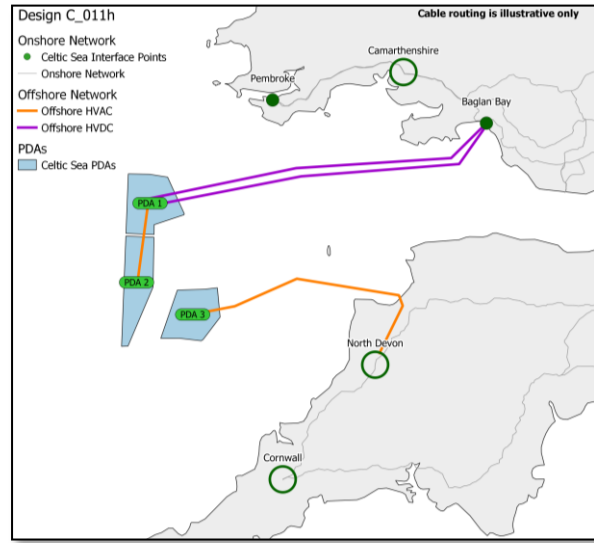 Design C_011h
Cable routing is illustrative only
Onshore Network
Celtic Sea Interface Points
Onshore Network
Offshore Network
Offshore HVAC
Offshore HVDC
PDAs
Celtic Sea PDAs
Camarthenshire
Pembroke
Baglan Bay
PDA 1
PDA 2
PDA 3
North Devon
Cornwall